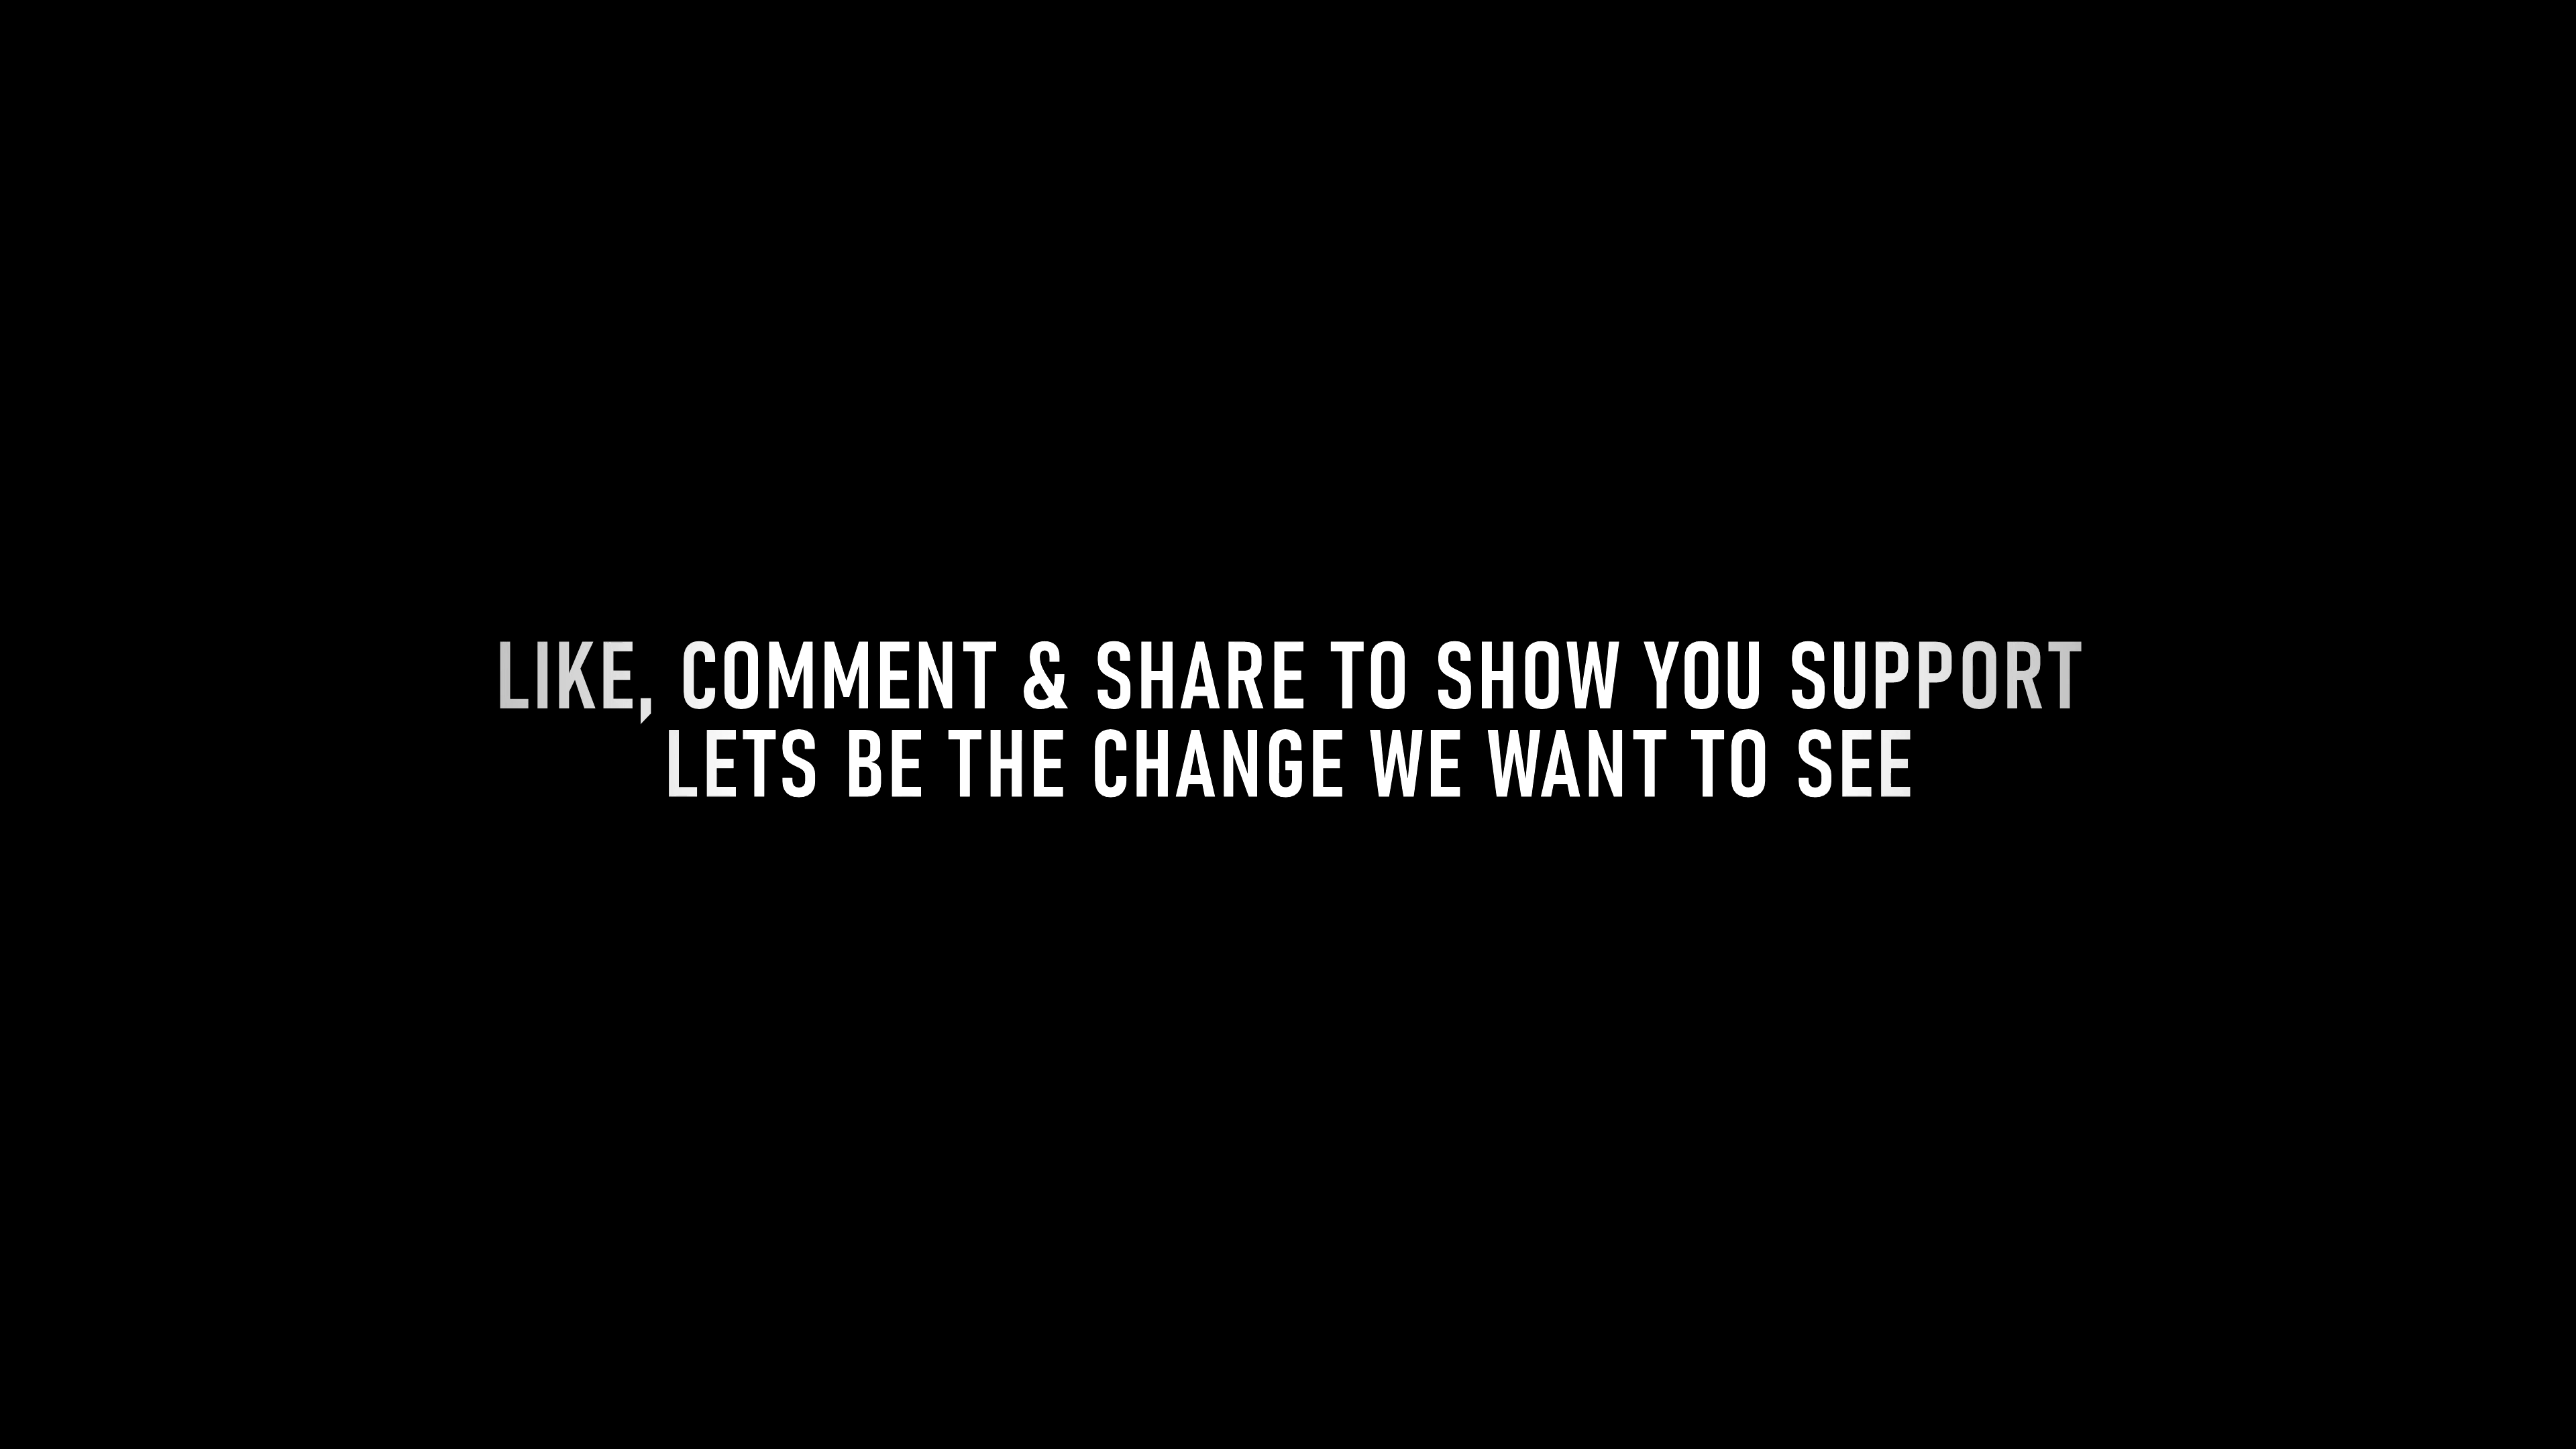 LIKE, COMMENT & SHARE TO SHOW YOU SUPPORT
LETS BE THE CHANGE WE WANT TO SEE